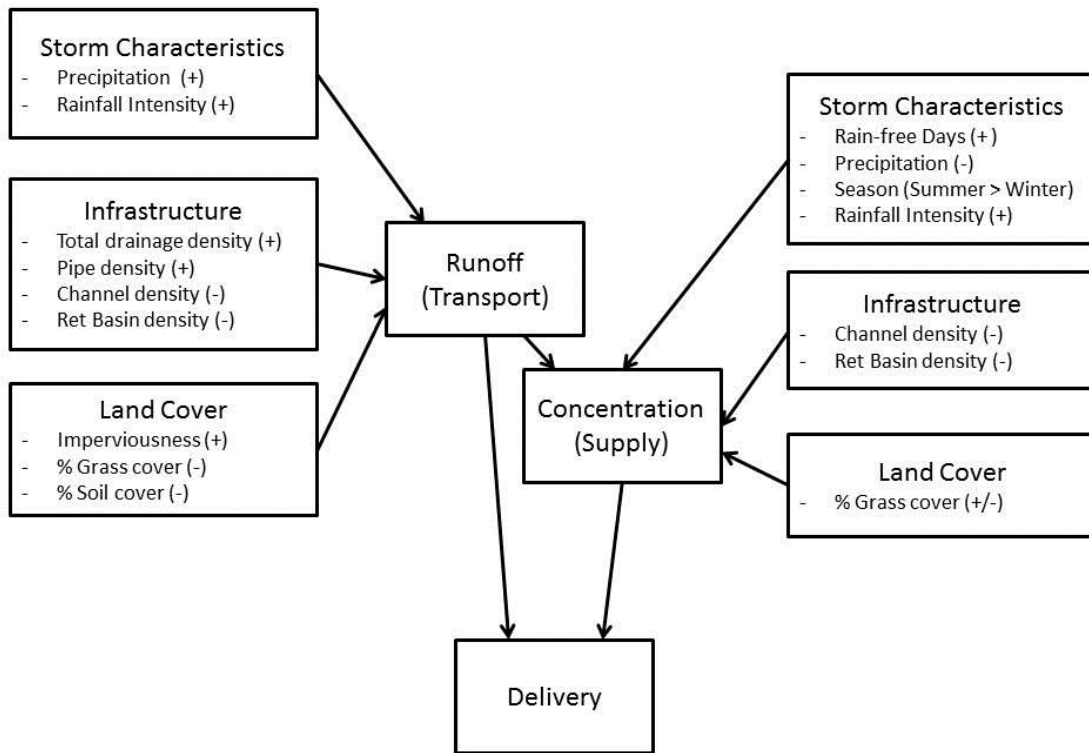 Storm Characteristics
- Precipitation (+)
- Rainfall Intensity (+)
Infrastructure
- Total drainage density (+)
- Pipe density (+)
- Channel density (-)
- Ret Basin density (-)
Land Cover
- Imperviousness (+)
- % Grass cover (-)
- % Soil cover (-)
Runoff
(Transport)
Concentration
(Supply)
Storm Characteristics
- Rain-free Days (+)
- Precipitation (-)
- Season (Summer > Winter)
- Rainfall Intensity (+)
Infrastructure
- Channel density (-)
- Ret Basin density (-)
Land Cover
- % Grass cover (+/-)
Delivery